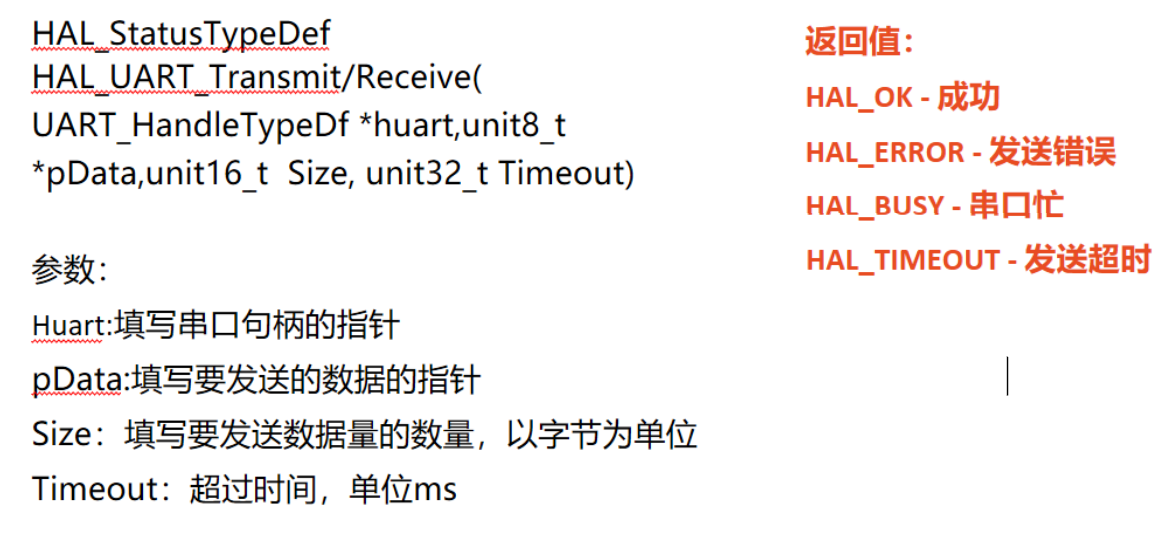 HAL_StatusTypeDef
HAL_UART_Transmit/Receive(
UART_HandleTypeDf *huart,unit8_t
*pData,unit16_t  Size, unit32_t Timeout)
参数：
Huart:填写串口句柄的指针
pData:填写要发送的数据的指针
Size：填写要发送数据量的数量，以字节为单位
Timeout：超过时间，单位ms
返回值：
HAL_OK - 成功
HAL_ERROR - 发送错误
HAL_BUSY - 串口忙
HAL_TIMEOUT - 发送超时